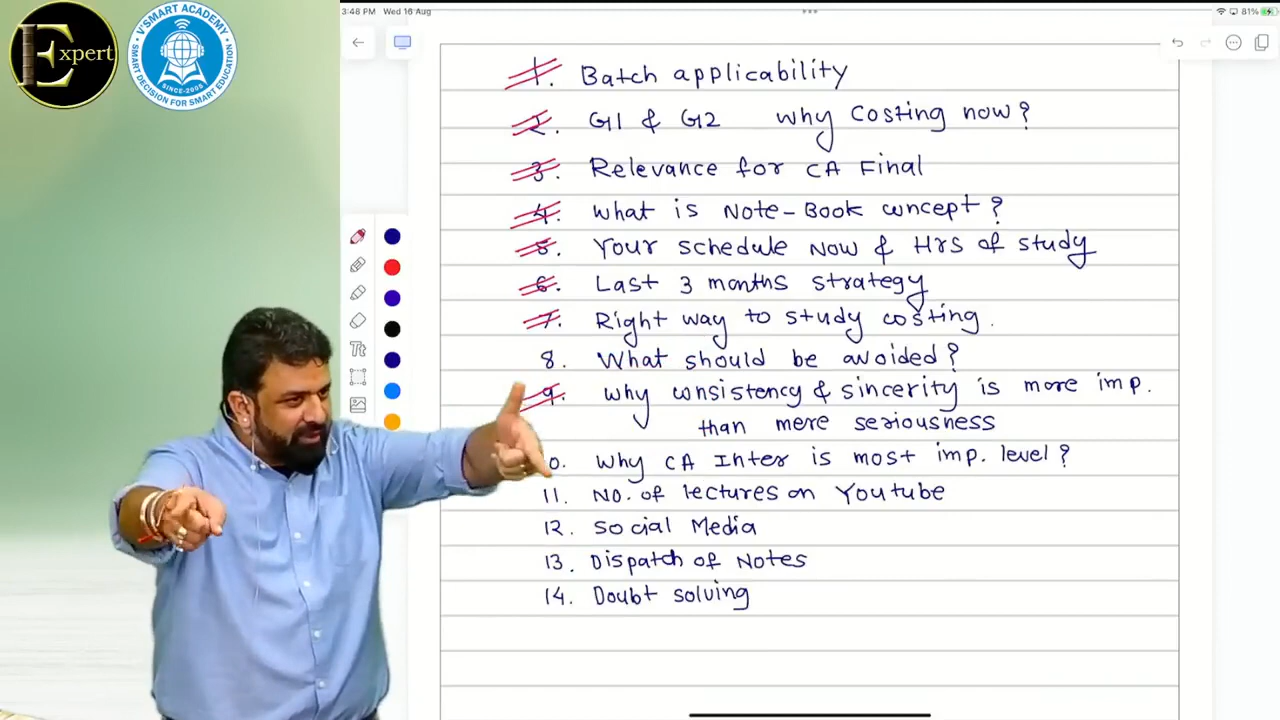 Expert
V'SMART ACADEMY
SINCE-2005
SMART DECISION FOR SMART EDUCATION
3:48 PM Wed 16 Aug
81%
1. Batch applicability
2. G1 & G2 why costing now?
3. Relevance for CA Final
4. What is Note-Book concept?
5. Your schedule Now & Hrs of study
6. Last 3 months strategy
7. Right way to study costing.
8. What should be avoided?
9. why consistency & sincerity is more imp.
than mere seriousness
0. why CA Inter is most imp. level?
11. No. of lectures on Youtube
12. Social Media
13. Dispatch of Notes
14. Doubt solving
Tt